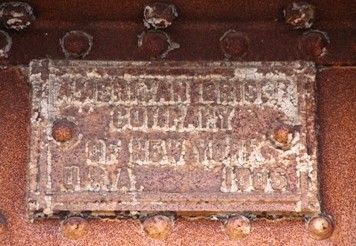 AMERICAN BRIDGE
COMPANY
OF NEW YORK
U.S.A.